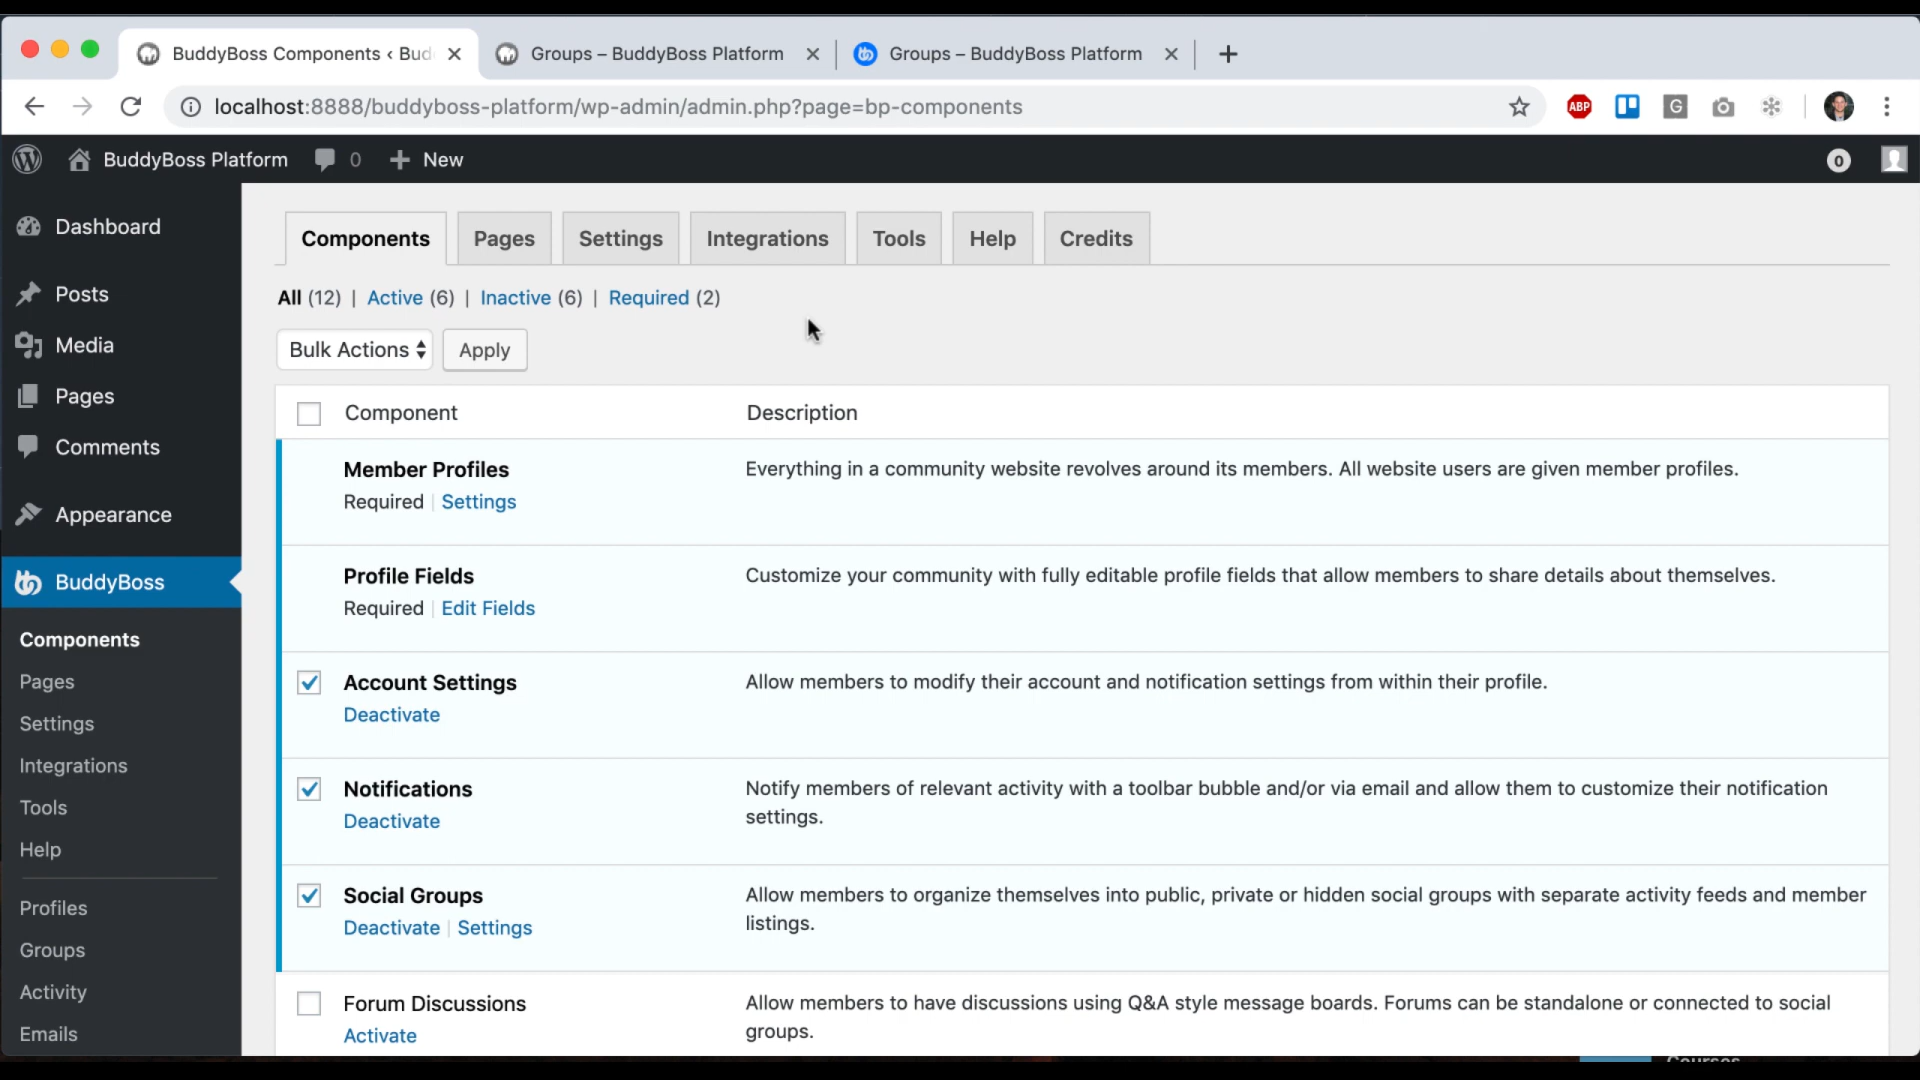 BuddyBoss Components ‹ Bud
Groups – BuddyBoss Platform
Groups – BuddyBoss Platform
localhost:8888/buddyboss-platform/wp-admin/admin.php?page=bp-components
ABP
G
BuddyBoss Platform
0
New
0
Dashboard
Posts
Media
Pages
Comments
Appearance
BuddyBoss
Components
Pages
Settings
Integrations
Tools
Help
Profiles
Groups
Activity
Emails
Components
Pages
Settings
Integrations
Tools
Help
Credits
All (12) | Active (6) | Inactive (6) | Required (2)
Bulk Actions
Apply
Component
Description
Member Profiles
Required | Settings
Everything in a community website revolves around its members. All website users are given member profiles.
Profile Fields
Required | Edit Fields
Customize your community with fully editable profile fields that allow members to share details about themselves.
Account Settings
Deactivate
Allow members to modify their account and notification settings from within their profile.
Notifications
Deactivate
Notify members of relevant activity with a toolbar bubble and/or via email and allow them to customize their notification
settings.
Social Groups
Deactivate | Settings
Allow members to organize themselves into public, private or hidden social groups with separate activity feeds and member
listings.
Forum Discussions
Activate
Allow members to have discussions using Q&A style message boards. Forums can be standalone or connected to social
groups.